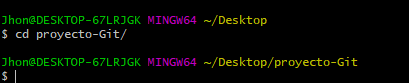 Jhon@DESKTOP-67LRJGK MINGW64 ~/Desktop
$ cd proyecto-Git/
Jhon@DESKTOP-67LRJGK MINGW64 ~/Desktop/proyecto-Git
$